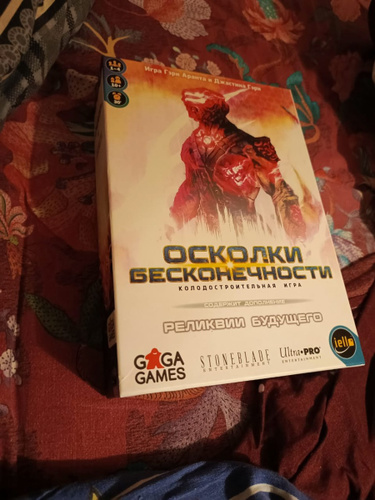 Игра Гэри Аранта и Джастина Гэри
ОСКОЛКИ
БЕСКОНЕЧНОСТИ
КОЛОДОСТРОИТЕЛЬНАЯ ИГРА
СОДЕРЖИТ ДОПОЛНЕНИЕ
РЕЛИКВИИ БУДУЩЕГО
GAGA
GAMES
STONEBLADE
ENTERTAINMENT
Ultra•PRO
ENTERTAINMENT
iello